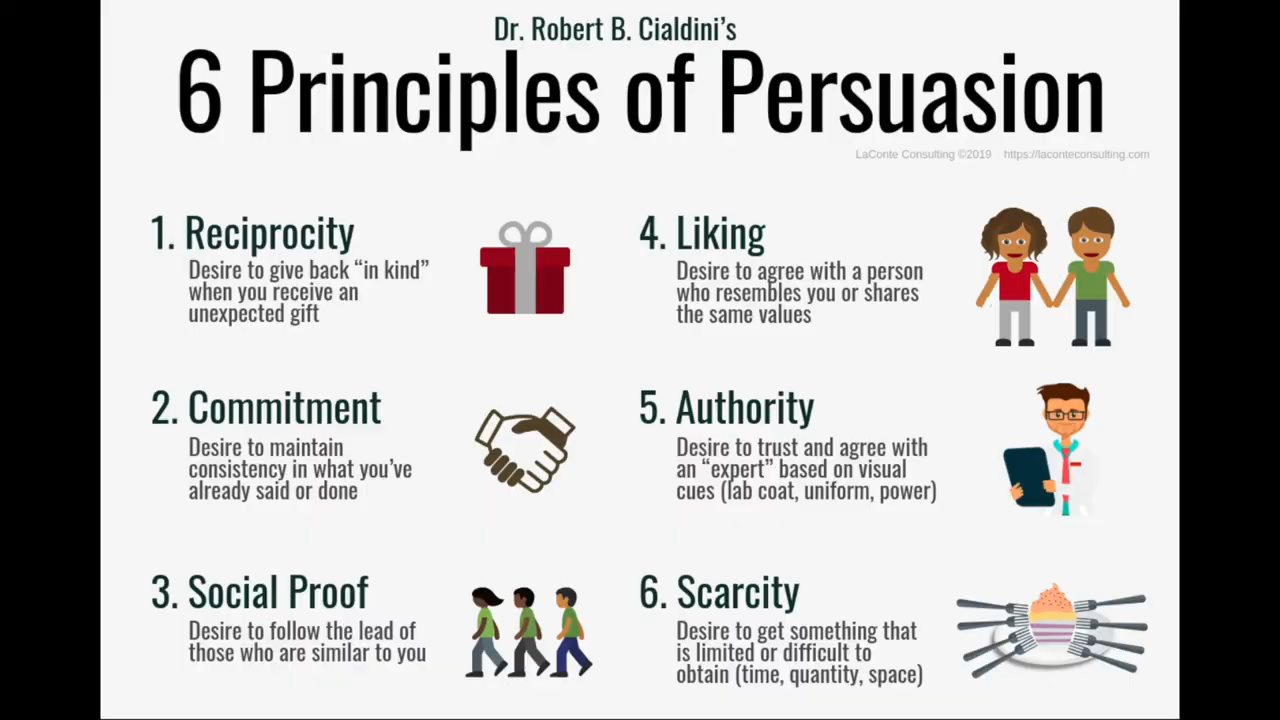 Dr. Robert B. Cialdini’s
6 Principles of Persuasion
LaConte Consulting ©2019 https://laconteconsulting.com
1. Reciprocity
Desire to give back “in kind”
when you receive an
unexpected gift
2. Commitment
Desire to maintain
consistency in what you’ve
already said or done
3. Social Proof
Desire to follow the lead of
those who are similar to you
4. Liking
Desire to agree with a person
who resembles you or shares
the same values
5. Authority
Desire to trust and agree with
an “expert” based on visual
cues (lab coat, uniform, power)
6. Scarcity
Desire to get something that
is limited or difficult to
obtain (time, quantity, space)